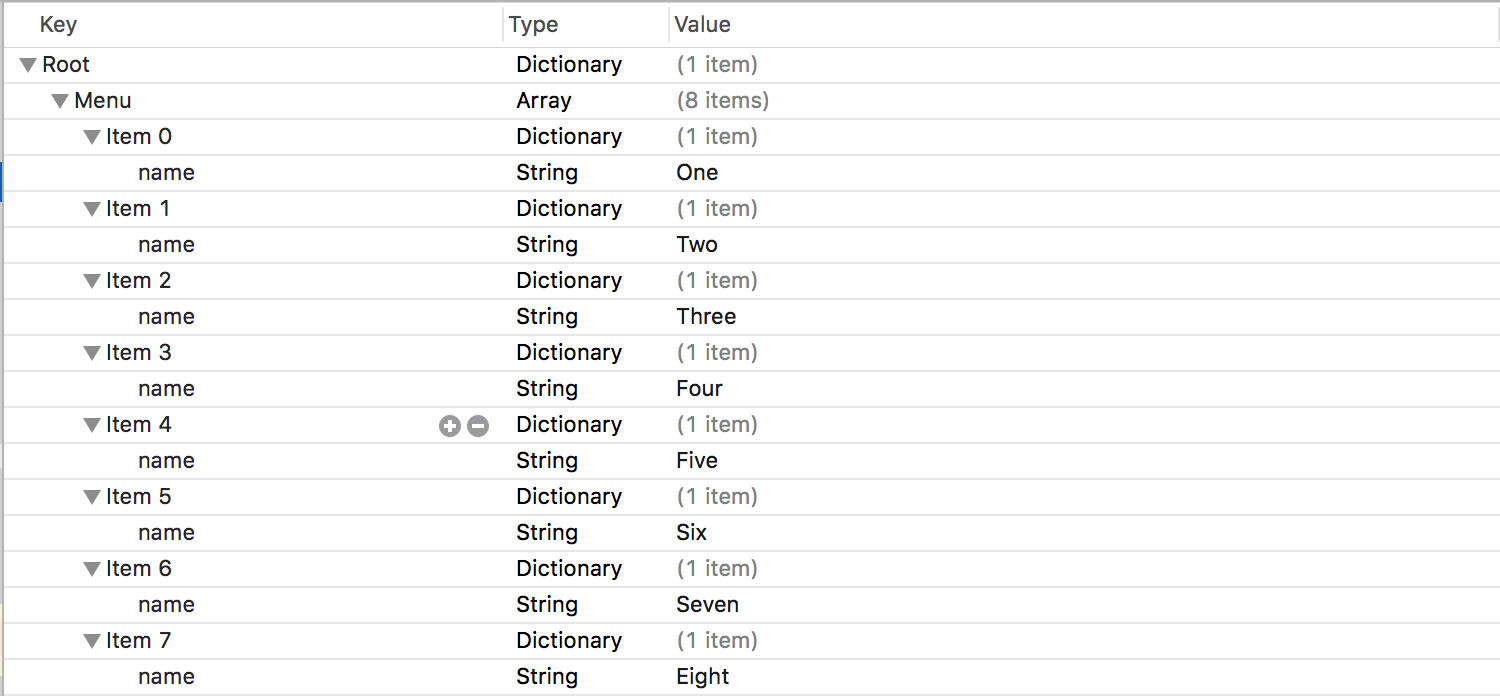 Key Type Value
Root Dictionary (1 item)
Menu Array (8 items)
Item 0 Dictionary (1 item)
name String One
Item 1 Dictionary (1 item)
name String Two
Item 2 Dictionary (1 item)
name String Three
Item 3 Dictionary (1 item)
name String Four
Item 4 Dictionary (1 item)
name String Five
Item 5 Dictionary (1 item)
name String Six
Item 6 Dictionary (1 item)
name String Seven
Item 7 Dictionary (1 item)
name String Eight